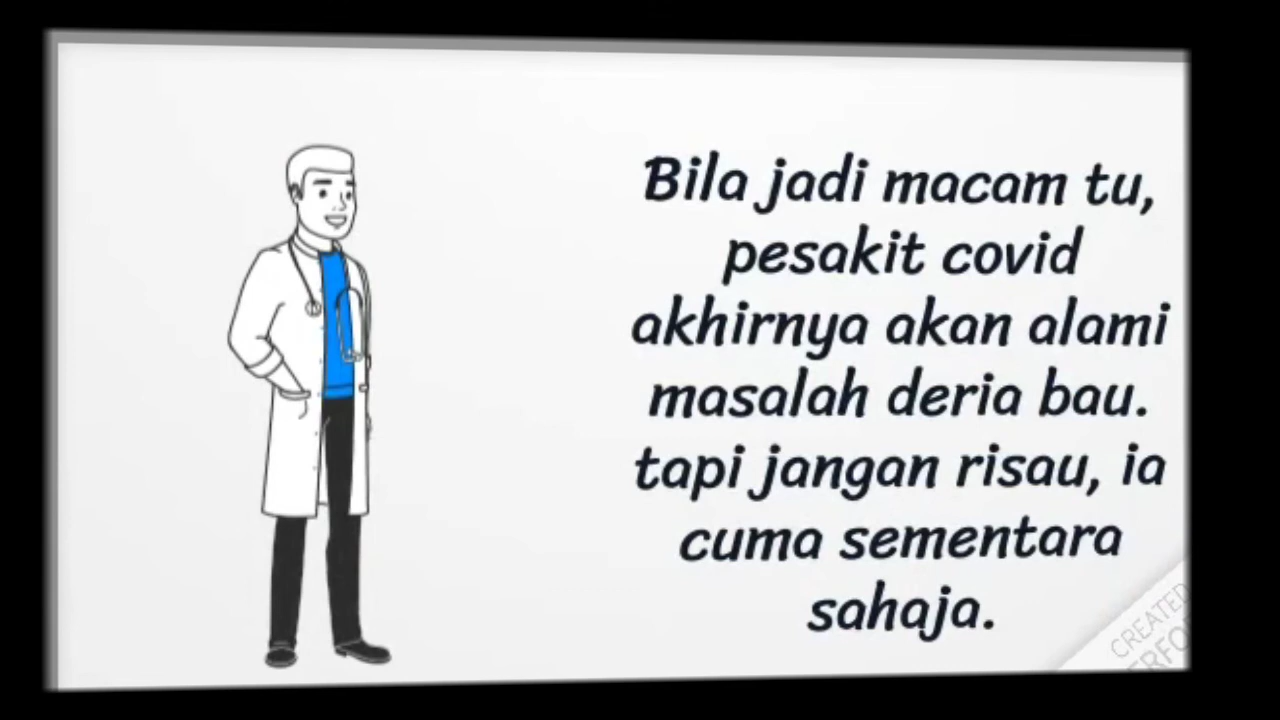 Bila jadi macam tu,
pesakit covid
akhirnya akan alami
masalah deria bau.
tapi jangan risau, ia
cuma sementara
sahaja.
CREATED